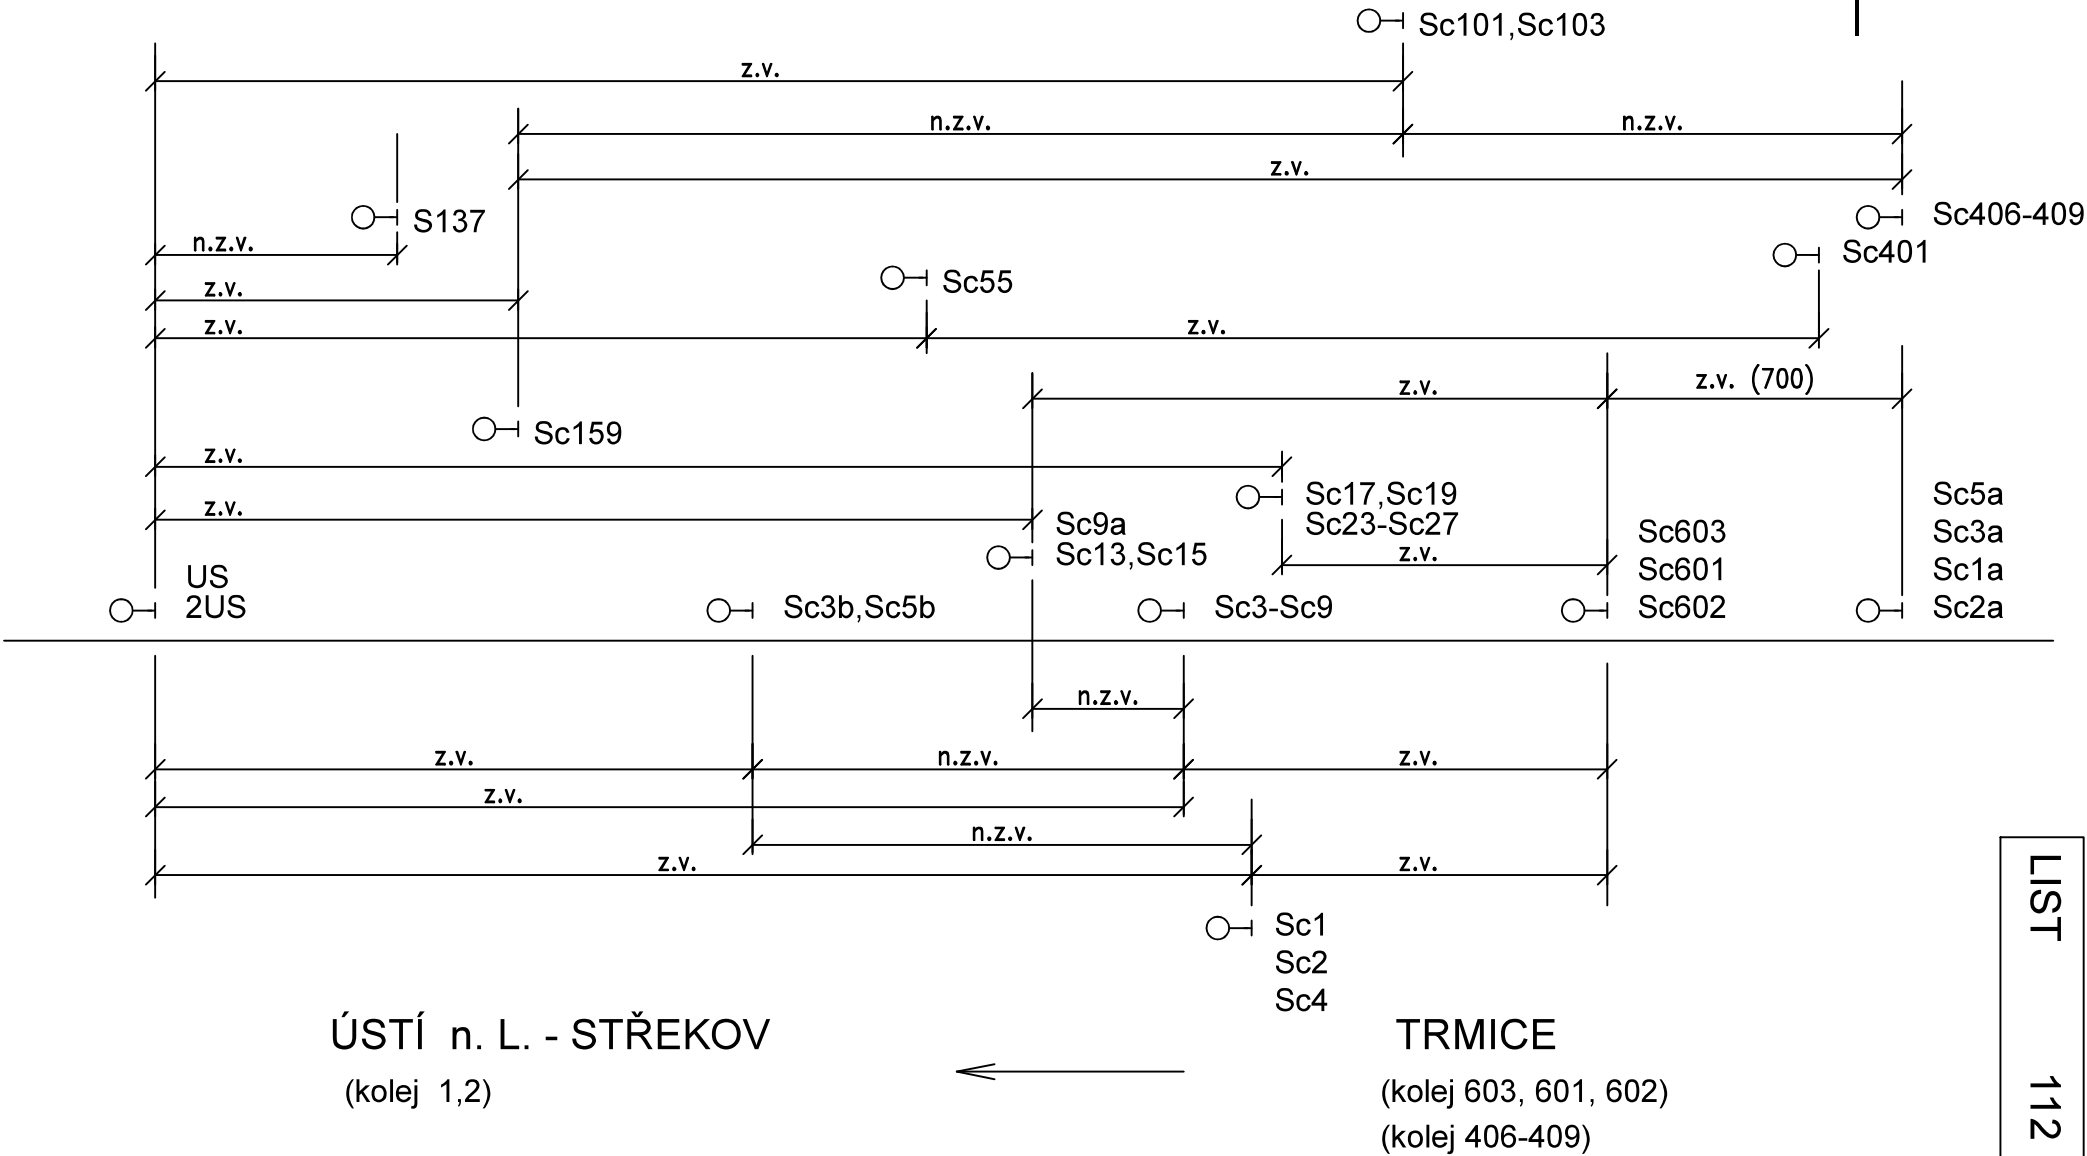 Sc101,Sc103
z.v.
n.z.v.
n.z.v.
z.v.
S137
Sc406-409
n.z.v.
Sc401
z.v.
Sc55
z.v.
z.v.
z.v.
z.v. (700)
Sc159
z.v.
Sc17,Sc19
Sc23-Sc27
z.v.
Sc9a
Sc13,Sc15
z.v.
Sc603
Sc601
Sc602
Sc5a
Sc3a
Sc1a
Sc2a
US
2US
Sc3b,Sc5b
Sc3-Sc9
n.z.v.
z.v.
n.z.v.
z.v.
z.v.
n.z.v.
z.v.
z.v.
Sc1
Sc2
Sc4
ÚSTÍ n. L. - STŘEKOV
(kolej 1,2)
TRMICE
(kolej 603, 601, 602)
(kolej 406-409)
LIST 112